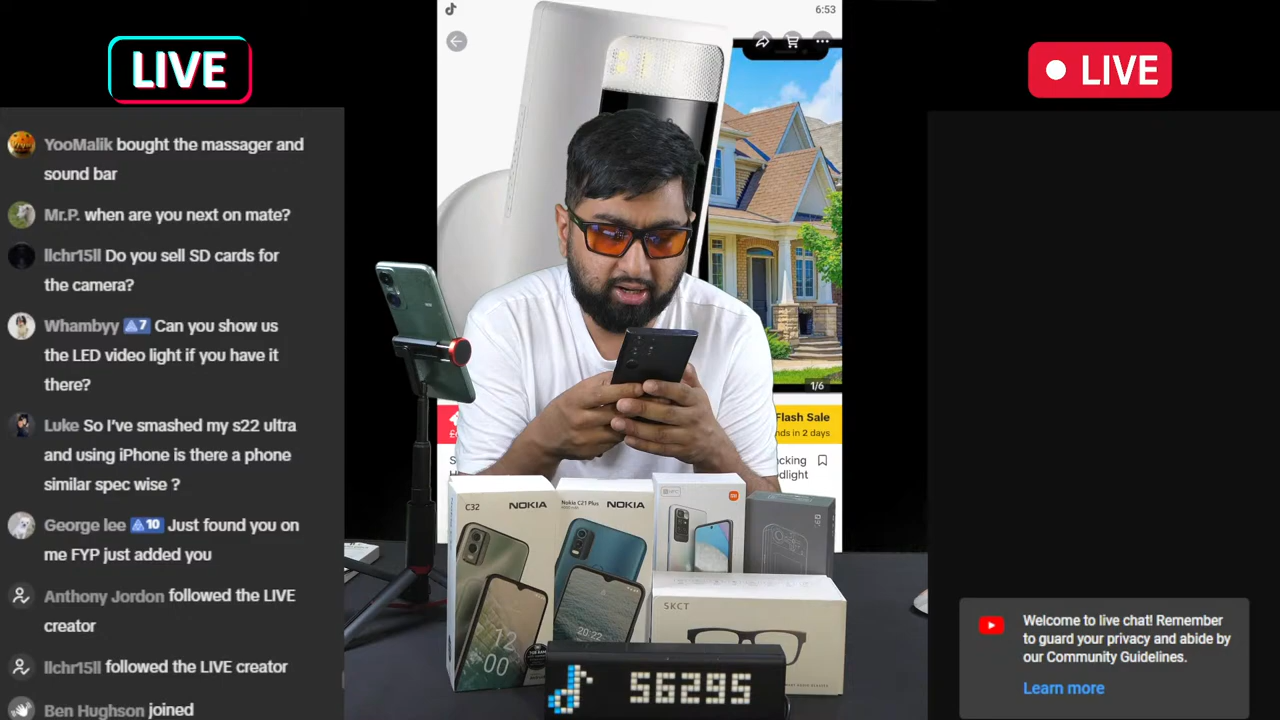 LIVE
YooMalik bought the massager and
sound bar
Mr.P. when are you next on mate?
llchr15ll Do you sell SD cards for
the camera?
Whambyy 7 Can you show us
the LED video light if you have it
there?
Luke So I've smashed my s22 ultra
and using iPhone is there a phone
similar spec wise ?
George lee 10 Just found you on
me FYP just added you
Anthony Jordon followed the LIVE
creator
llchr15ll followed the LIVE creator
Ben Hughson joined
6:53
1/6
Flash Sale
nds in 2 days
cking
dlight
C32 NOKIA
Nokia C21 Plus NOKIA
12
00
20:22
SKCT
56295
LIVE
Welcome to live chat! Remember
to guard your privacy and abide by
our Community Guidelines.
Learn more